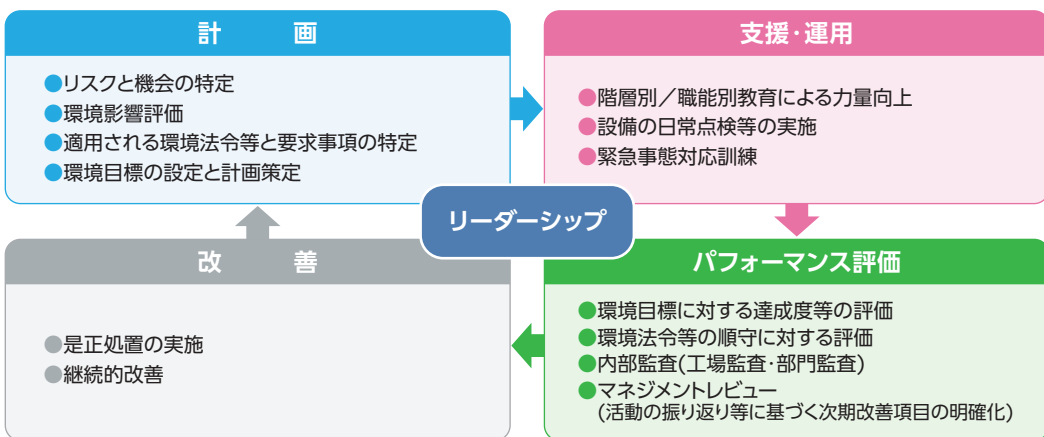 計 画
●リスクと機会の特定
●環境影響評価
●適用される環境法令等と要求事項の特定
●環境目標の設定と計画策定
支援・運用
●階層別／職能別教育による力量向上
●設備の日常点検等の実施
●緊急事態対応訓練
リーダーシップ
パフォーマンス評価
●環境目標に対する達成度等の評価
●環境法令等の順守に対する評価
●内部監査(工場監査・部門監査)
●マネジメントレビュー
(活動の振り返り等に基づく次期改善項目の明確化)
改 善
●是正処置の実施
●継続的改善